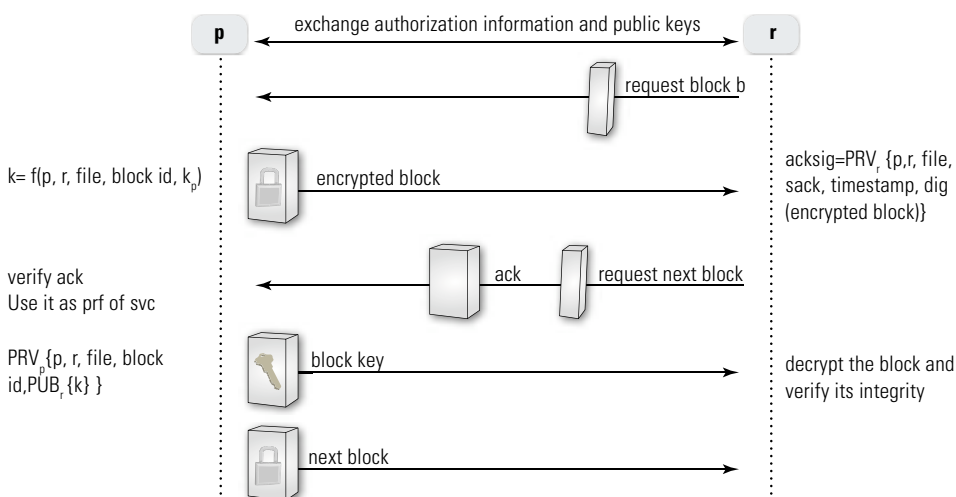 p
exchange authorization information and public keys
r
request block b
k= f(p, r, file, block id, kp)
encrypted block
acksig=PRVr {p,r, file,
sack, timestamp, dig
(encrypted block)}
verify ack
Use it as prf of svc
ack
request next block
PRVp{p, r, file, block
id,PUBr {k} }
block key
decrypt the block and
verify its integrity
next block